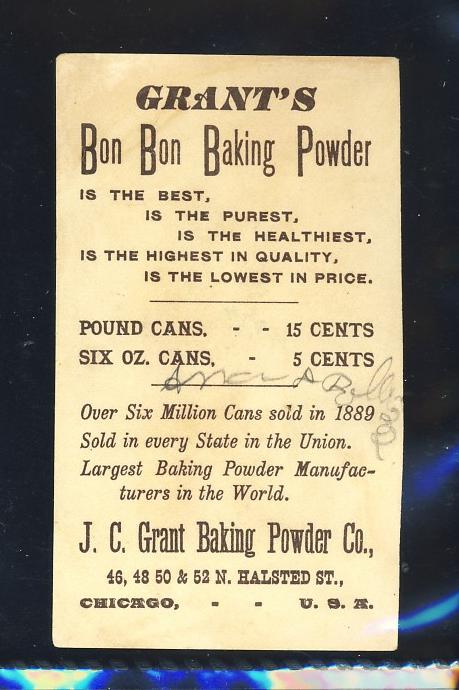 GRANT'S
Bon Bon Baking Powder
IS THE BEST,
IS THE PUREST,
IS THE HEALTHIEST,
IS THE HIGHEST IN QUALITY,
IS THE LOWEST IN PRICE.
POUND CANS. - - 15 CENTS
SIX OZ. CANS, - 5 CENTS
Over Six Million Cans sold in 1889
Sold in every State in the Union.
Largest Baking Powder Manufac-
turers in the World.
J. C. Grant Baking Powder Co.,
46, 48 50 & 52 N. HALSTED ST.,
CHICAGO, - - U. S. A.